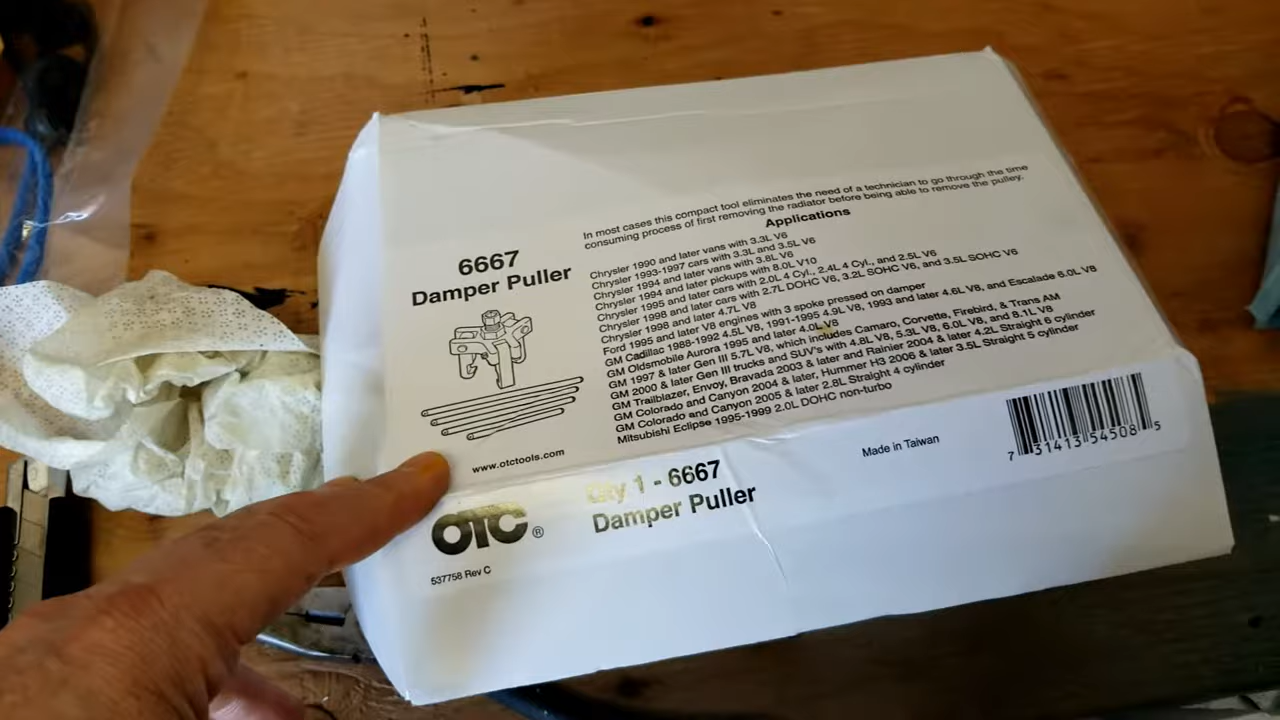 In most cases this compact tool eliminates the need of a technician to go through the time
consuming process of first removing the radiator before being able to remove the pulley.
Applications
6667
Damper Puller
Chrysler 1990 and later vans with 3.3L V6
Chrysler 1993-1997 cars with 3.3L and 3.5L V6
Chrysler 1994 and later vans with 3.8L V6
Chrysler 1994 and later pickups with 8.0L V10
Chrysler 1995 and later cars with 2.0L 4 Cyl., 2.4L 4 Cyl., and 2.5L V6
Chrysler 1998 and later cars with 2.7L DOHC V6, 3.2L SOHC V6, and 3.5L SOHC V6
Chrysler 1998 and later 4.7L V8
Ford 1995 and later V8 engines with 3 spoke pressed on damper
GM Cadillac 1988-1992 4.5L V8, 1991-1995 4.9L V8, 1993 and later 4.6L V8, and Escalade 6.0L V8
GM Oldsmobile Aurora 1995 and later 4.0L V8
GM 1997 & later Gen III 5.7L V8, which includes Camaro, Corvette, Firebird, & Trans AM
GM 2000 & later Gen III trucks and SUV's with 4.8L V8, 5.3L V8, 6.0L V8, and 8.1L V8
GM Trailblazer, Envoy, Bravada 2003 & later and Rainier 2004 & later 4.2L Straight 6 cylinder
GM Colorado and Canyon 2004 & later, Hummer H3 2006 & later 3.5L Straight 5 cylinder
GM Colorado and Canyon 2005 & later 2.8L Straight 4 cylinder
Mitsubishi Eclipse 1995-1999 2.0L DOHC non-turbo
www.otctools.com
Made in Taiwan
7 31413 54508 5
OTC®
Qty 1 - 6667
Damper Puller
537758 Rev C